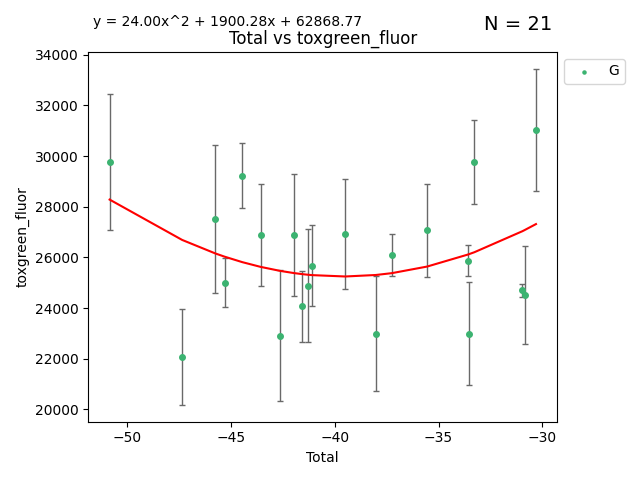 y = 24.00x^2 + 1900.28x + 62868.77
N = 21
Total vs toxgreen_fluor
G
34000
32000
30000
28000
26000
24000
22000
20000
toxgreen_fluor
−50
−45
−40
−35
−30
Total